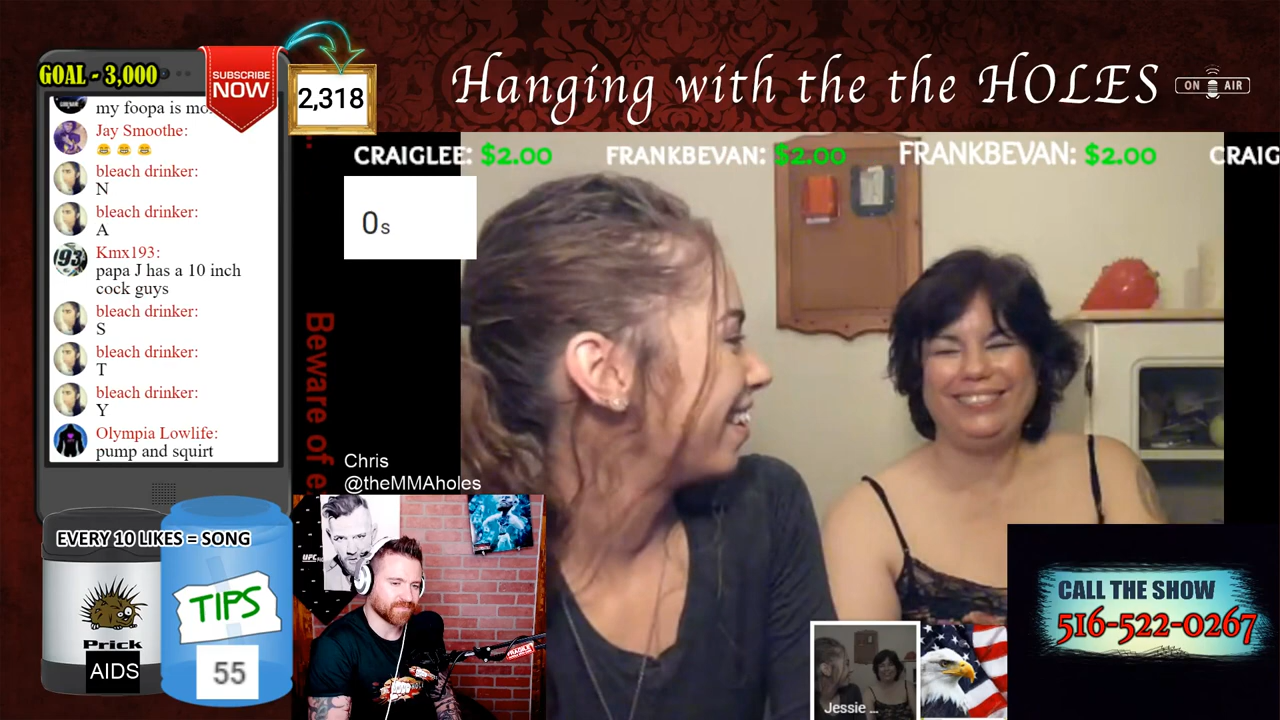 GOAL - 3,000
SUBSCRIBE
NOW
2,318
Hanging with the the HOLES
ON AIR
my foopa is mo
Jay Smoothe:
😂 😂 😂
bleach drinker:
N
bleach drinker:
A
Kmx193:
papa J has a 10 inch
cock guys
bleach drinker:
S
bleach drinker:
T
bleach drinker:
Y
Olympia Lowlife:
pump and squirt
193
CRAIGLEE: $2.00 FRANKBEVAN: $2.00 FRANKBEVAN: $2.00 CRAIG
0s
Beware of e
Chris
@theMMAholes
UFC
EVERY 10 LIKES = SONG
Prick
AIDS
TIPS
55
FRAGILE
Jessie ...
CALL THE SHOW
516-522-0267